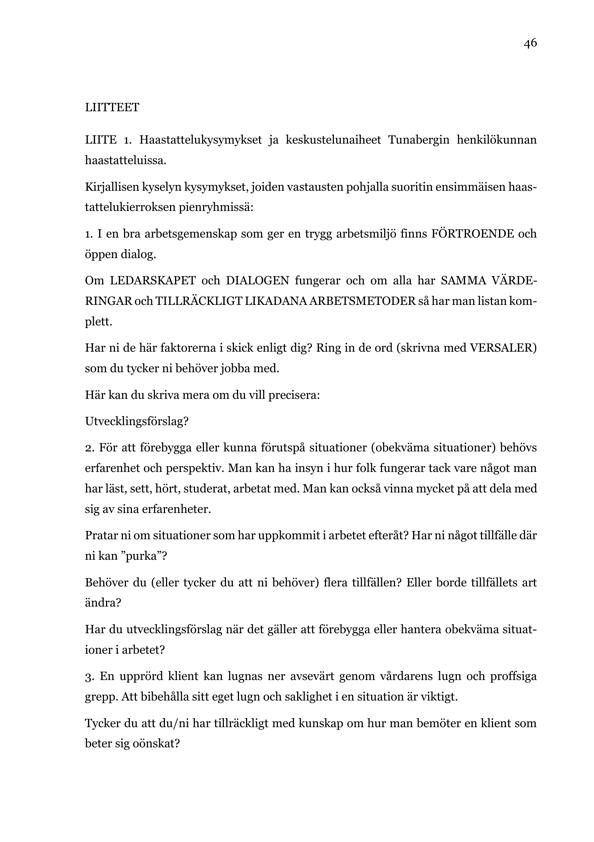 46
LIITTEET
LIITE 1. Haastattelukysymykset ja keskustelunaiheet Tunabergin henkilökunnan
haastatteluissa.
Kirjallisen kyselyn kysymykset, joiden vastausten pohjalla suoritin ensimmäisen haas-
tattelukierroksen pienryhmissä:
1. I en bra arbetsgemenskap som ger en trygg arbetsmiljö finns FÖRTROENDE och
öppen dialog.
Om LEDARSKAPET och DIALOGEN fungerar och om alla har SAMMA VÄRDE-
RINGAR och TILLRÄCKLIGT LIKADANA ARBETSMETODER så har man listan kom-
plett.
Har ni de här faktorerna i skick enligt dig? Ring in de ord (skrivna med VERSALER)
som du tycker ni behöver jobba med.
Här kan du skriva mera om du vill precisera:
Utvecklingsförslag?
2. För att förebygga eller kunna förutspå situationer (obekväma situationer) behövs
erfarenhet och perspektiv. Man kan ha insyn i hur folk fungerar tack vare något man
har läst, sett, hört, studerat, arbetat med. Man kan också vinna mycket på att dela med
sig av sina erfarenheter.
Pratar ni om situationer som har uppkommit i arbetet efteråt? Har ni något tillfälle där
ni kan ”purka”?
Behöver du (eller tycker du att ni behöver) flera tillfällen? Eller borde tillfällets art
ändra?
Har du utvecklingsförslag när det gäller att förebygga eller hantera obekväma situat-
ioner i arbetet?
3. En upprörd klient kan lugnas ner avsevärt genom vårdarens lugn och proffsiga
grepp. Att bibehålla sitt eget lugn och saklighet i en situation är viktigt.
Tycker du att du/ni har tillräckligt med kunskap om hur man bemöter en klient som
beter sig oönskat?